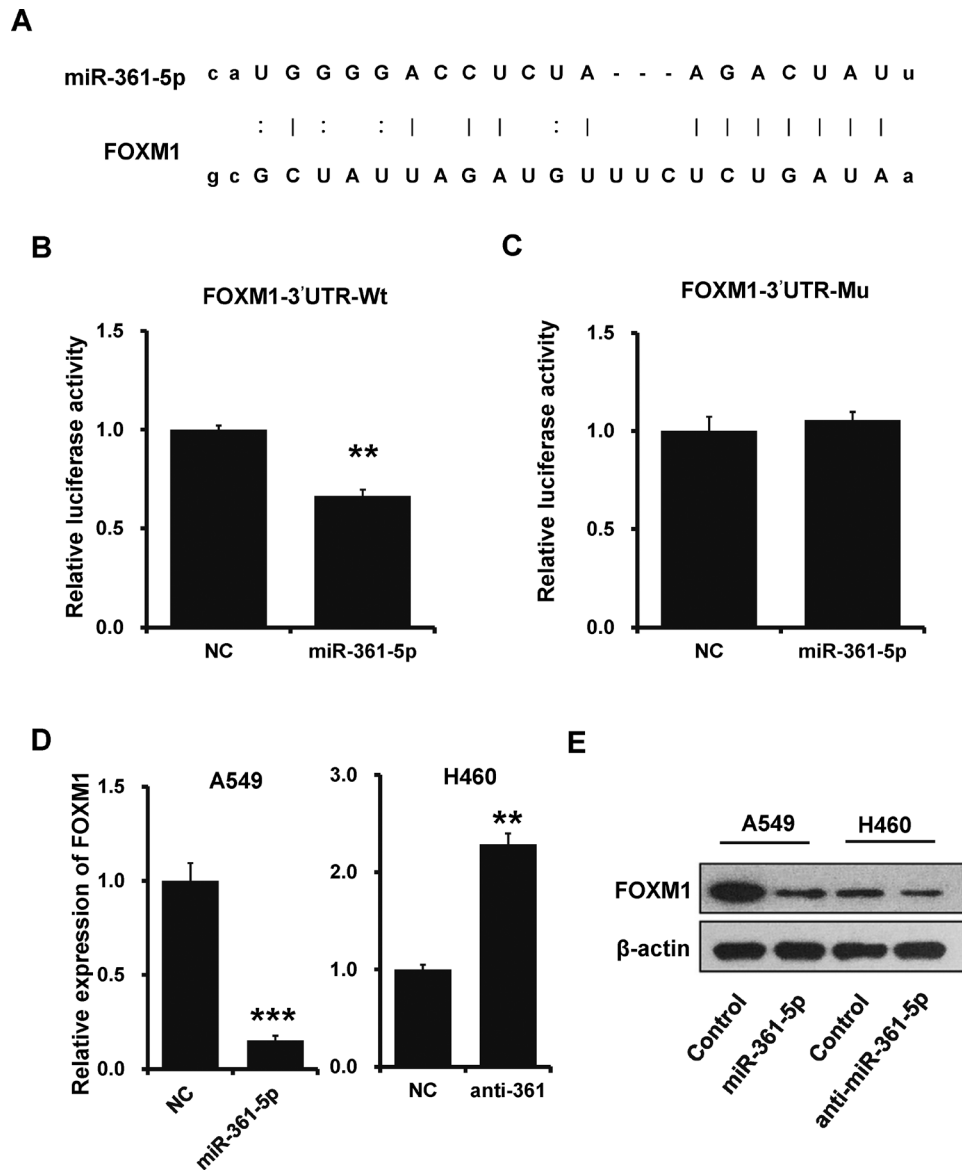 A
miR-361-5p c a U G G G G A C C U C U A - - - A G A C U A U u
: | : : | | | : | | | | | | | |
FOXM1
g c G C U A U U A G A U G U U U C U C U G A U A a
B
FOXM1-3'UTR-Wt
Relative luciferase activity
1.5
1.0
0.5
0.0
**
NC miR-361-5p
C
FOXM1-3'UTR-Mu
Relative luciferase activity
1.5
1.0
0.5
0.0
NC miR-361-5p
D
Relative expression of FOXM1
A549
1.5
1.0
0.5
0.0
***
NC miR-361-5p
H460
3.0
2.0
1.0
0.0
**
NC anti-361
E
A549 H460
FOXM1
β-actin
Control miR-361-5p Control anti-miR-361-5p